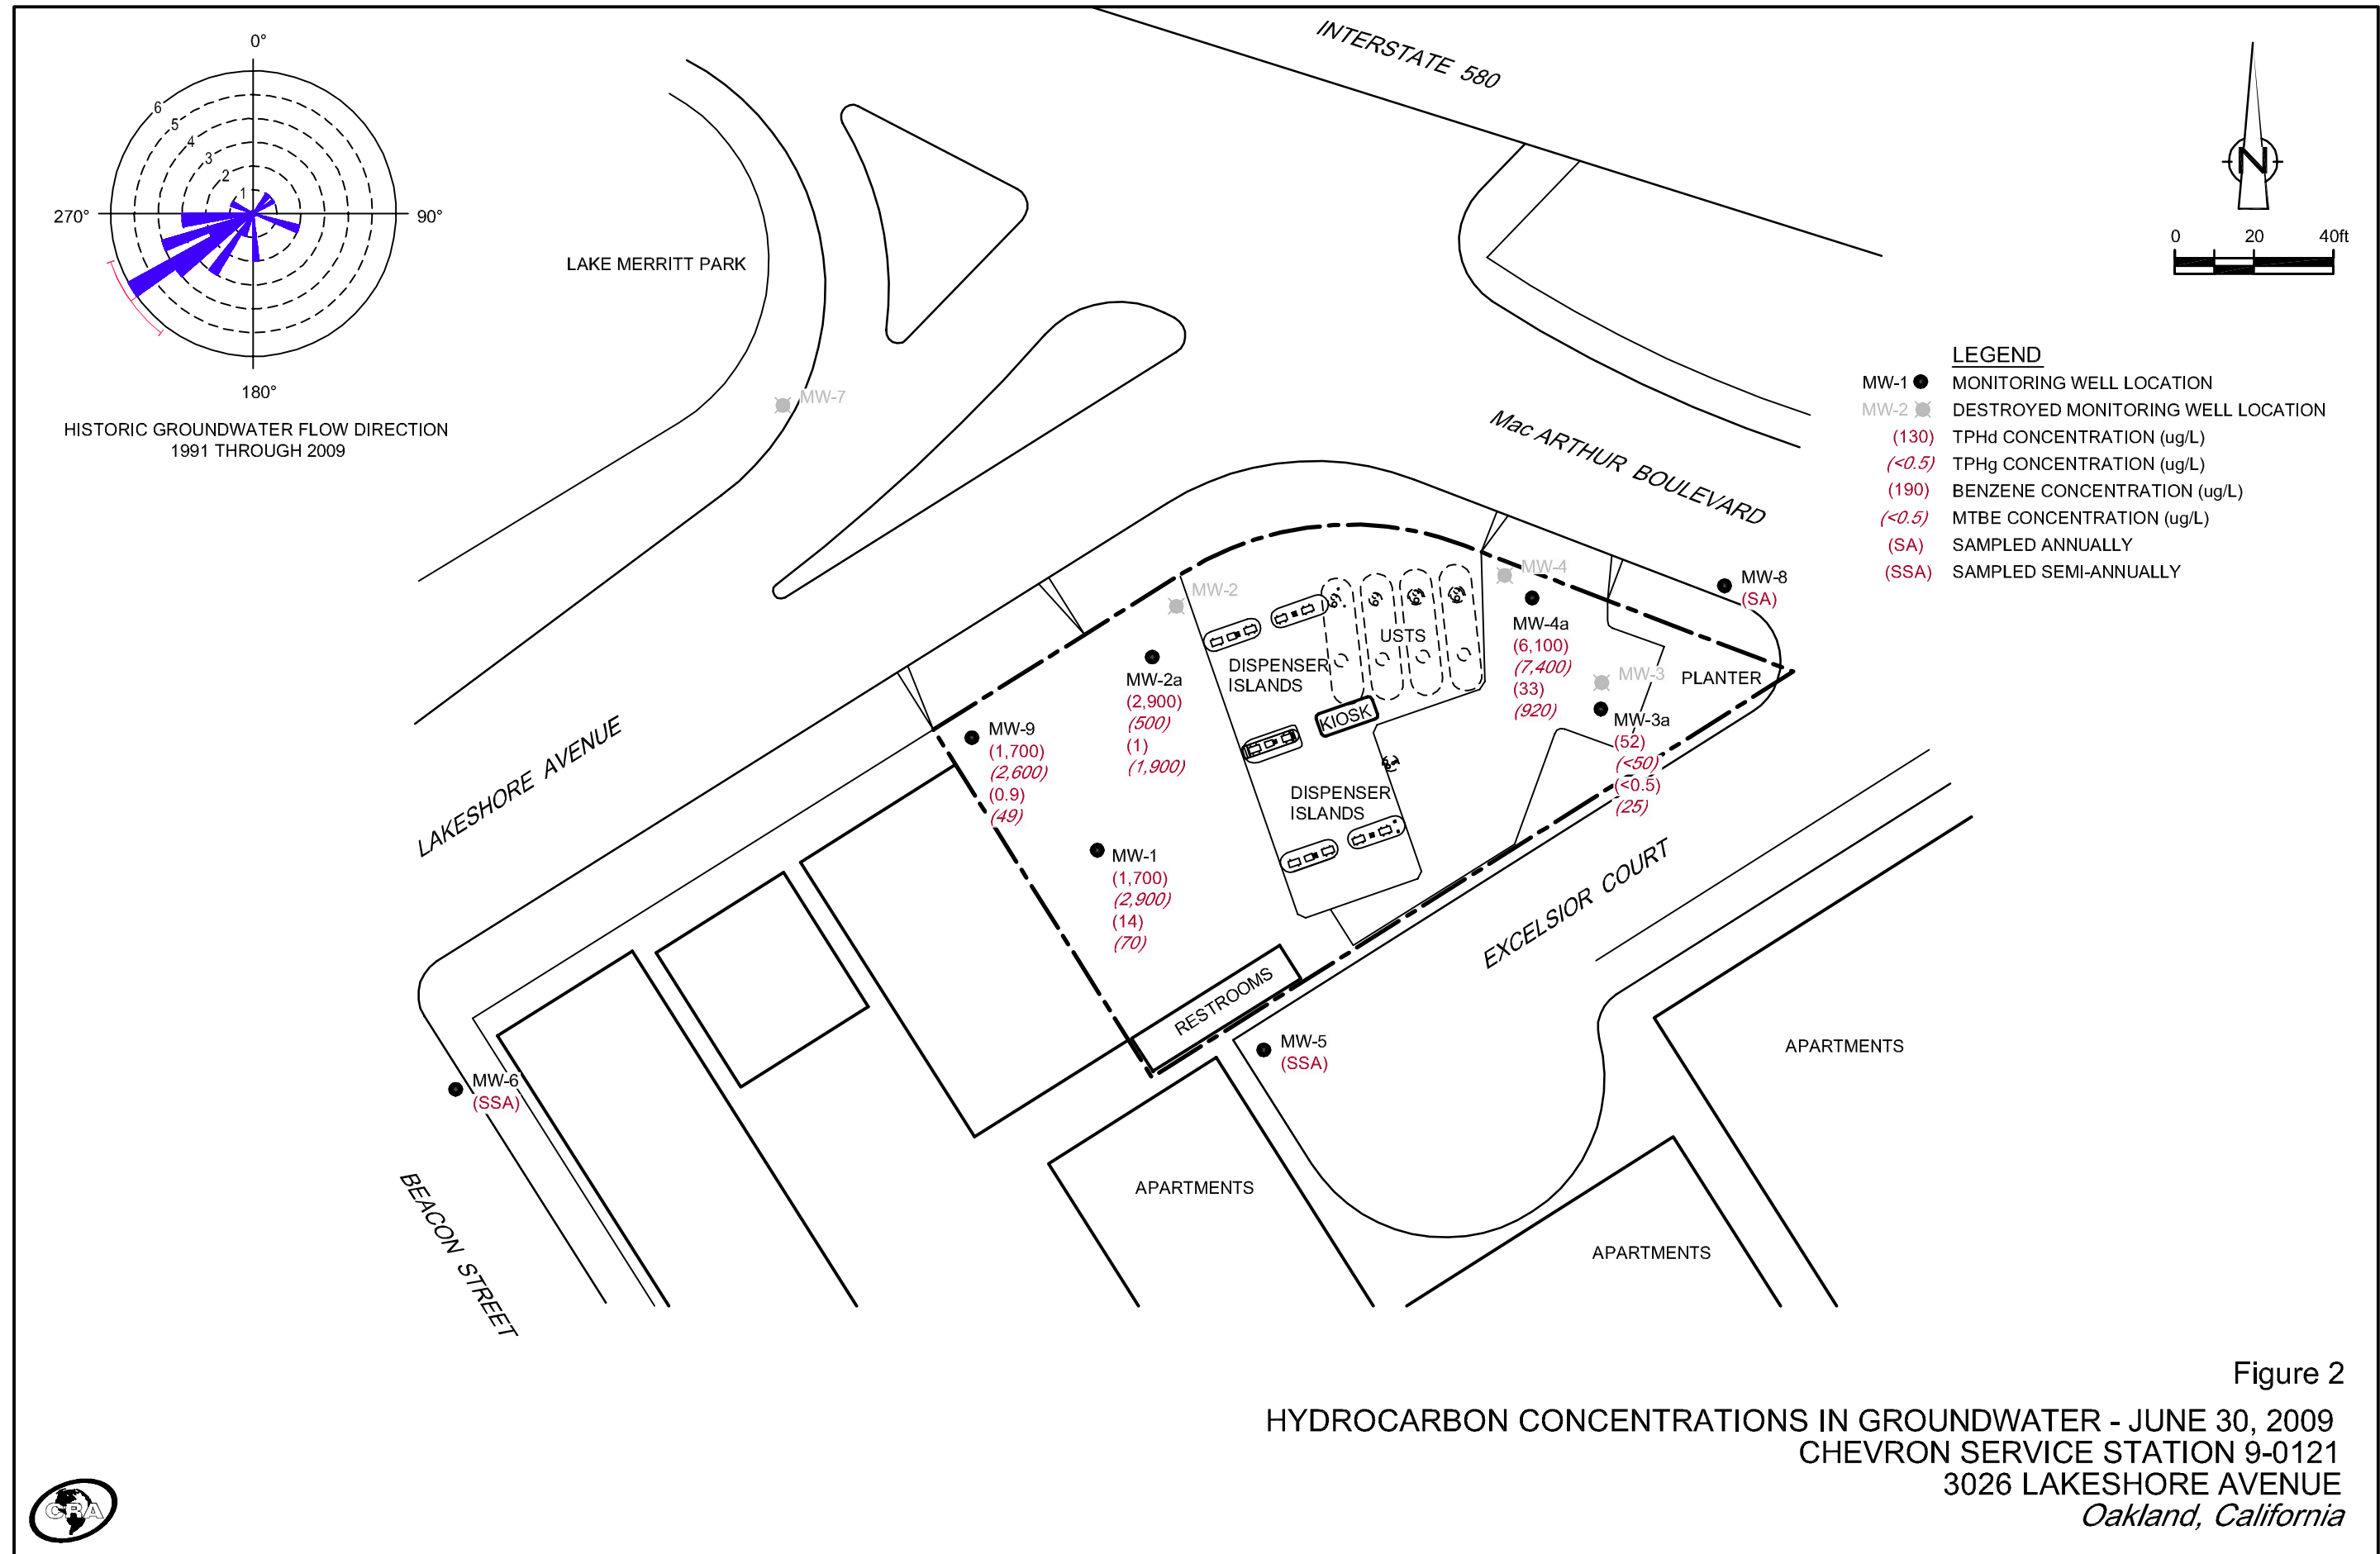 0°
6
5
4
3
2
1
270°
90°
180°
HISTORIC GROUNDWATER FLOW DIRECTION
1991 THROUGH 2009
INTERSTATE 580
LAKE MERRITT PARK
MW-7
N
0 20 40ft
LEGEND
MW-1 MONITORING WELL LOCATION
MW-2 DESTROYED MONITORING WELL LOCATION
(130) TPHd CONCENTRATION (ug/L)
(<0.5) TPHg CONCENTRATION (ug/L)
(190) BENZENE CONCENTRATION (ug/L)
(<0.5) MTBE CONCENTRATION (ug/L)
(SA) SAMPLED ANNUALLY
(SSA) SAMPLED SEMI-ANNUALLY
Mac ARTHUR BOULEVARD
MW-8
(SA)
MW-4
MW-2
USTS
DISPENSER
ISLANDS
KIOSK
DISPENSER
ISLANDS
MW-4a
(6,100)
(7,400)
(33)
(920)
MW-3
PLANTER
MW-3a
(52)
(<50)
(<0.5)
(25)
MW-2a
(2,900)
(500)
(1)
(1,900)
MW-9
(1,700)
(2,600)
(0.9)
(49)
MW-1
(1,700)
(2,900)
(14)
(70)
LAKESHORE AVENUE
EXCELSIOR COURT
RESTROOMS
MW-5
(SSA)
MW-6
(SSA)
APARTMENTS
APARTMENTS
APARTMENTS
BEACON STREET
Figure 2
HYDROCARBON CONCENTRATIONS IN GROUNDWATER - JUNE 30, 2009
CHEVRON SERVICE STATION 9-0121
3026 LAKESHORE AVENUE
Oakland, California
CRA